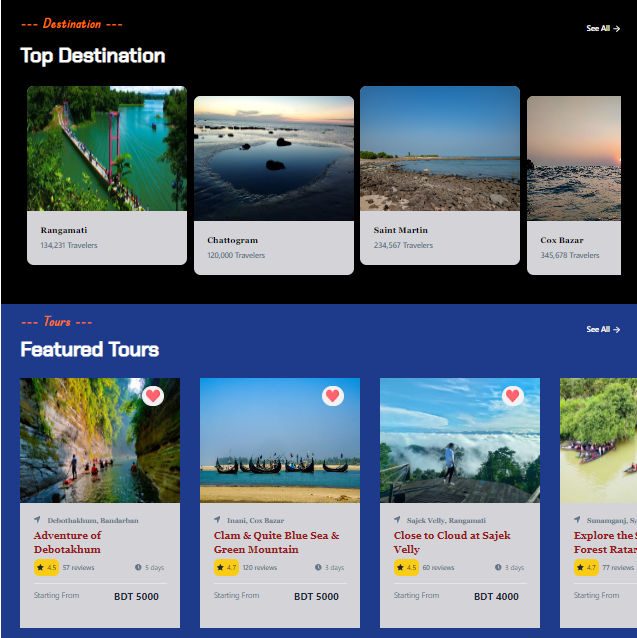 --- Destination ---
See All →
Top Destination
Rangamati
134,231 Travelers
Chattogram
120,000 Travelers
Saint Martin
234,567 Travelers
Cox Bazar
345,678 Travelers
--- Tours ---
See All →
Featured Tours
Debothakhum, Bandarban
Adventure of
Debotakhum
4.5 57 reviews 5 days
Starting From BDT 5000
Inani, Cox Bazar
Clam & Quite Blue Sea &
Green Mountain
4.7 120 reviews 3 days
Starting From BDT 5000
Sajek Velly, Rangamati
Close to Cloud at Sajek
Velly
4.5 60 reviews 3 days
Starting From BDT 4000
Sunamganj,
Explore the
Forest Ratar
4.7 77 reviews
Starting From